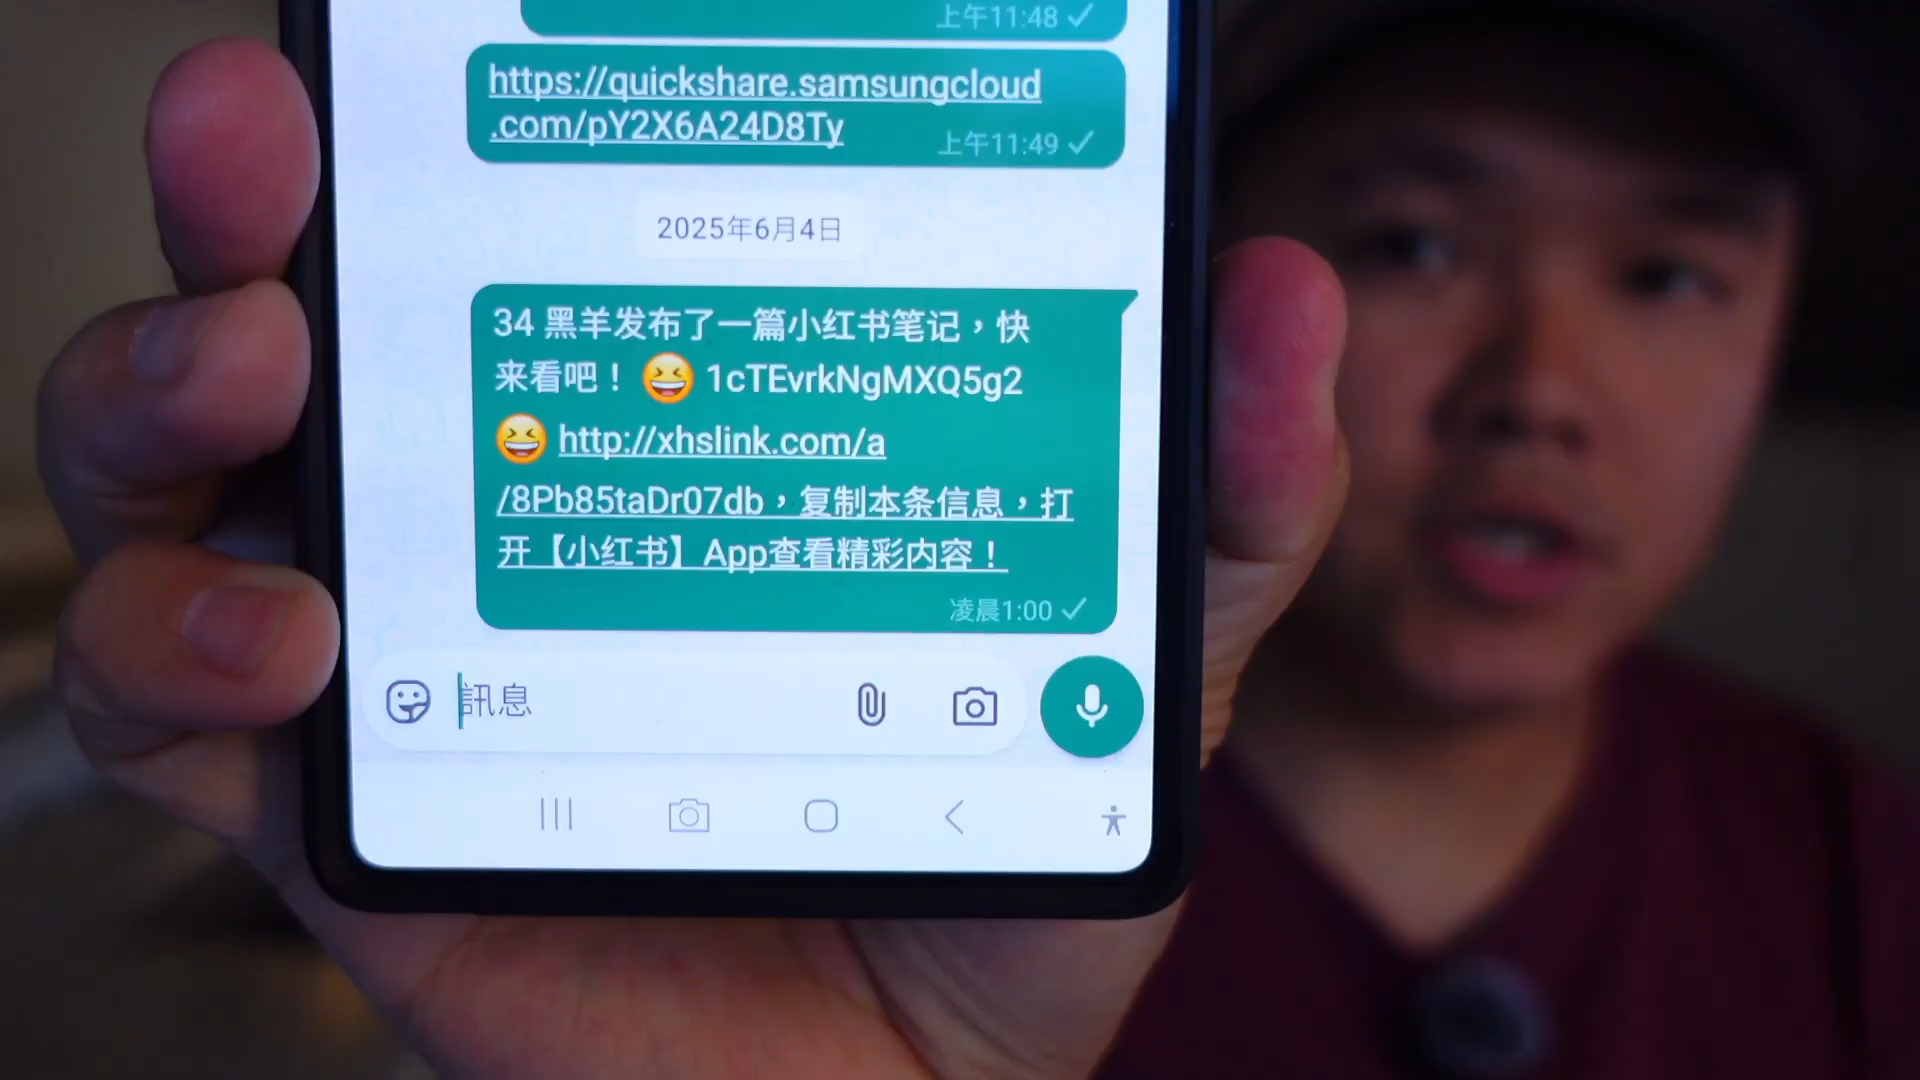 上午11:48
https://quickshare.samsungcloud
.com/pY2X6A24D8Ty
上午11:49
2025年6月4日
34 黑羊发布了一篇小红书笔记，快
来看吧！ 😆 1cTEvrkNgMXQ5g2
😆 http://xhslink.com/a
/8Pb85taDr07db，复制本条信息，打
开【小红书】App查看精彩内容！
凌晨1:00
訊息